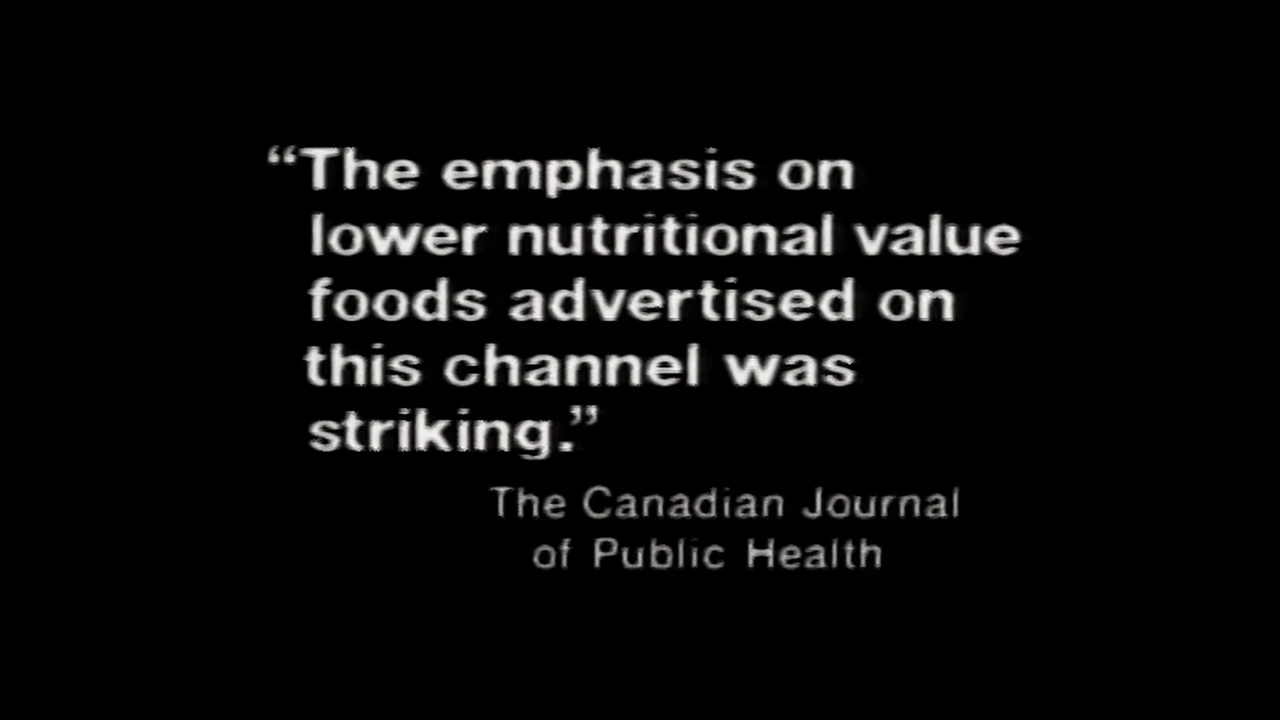 “The emphasis on
lower nutritional value
foods advertised on
this channel was
striking.”
The Canadian Journal
of Public Health